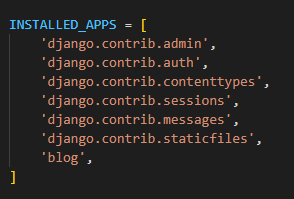 INSTALLED_APPS = [
    'django.contrib.admin',
    'django.contrib.auth',
    'django.contrib.contenttypes',
    'django.contrib.sessions',
    'django.contrib.messages',
    'django.contrib.staticfiles',
    'blog',
]